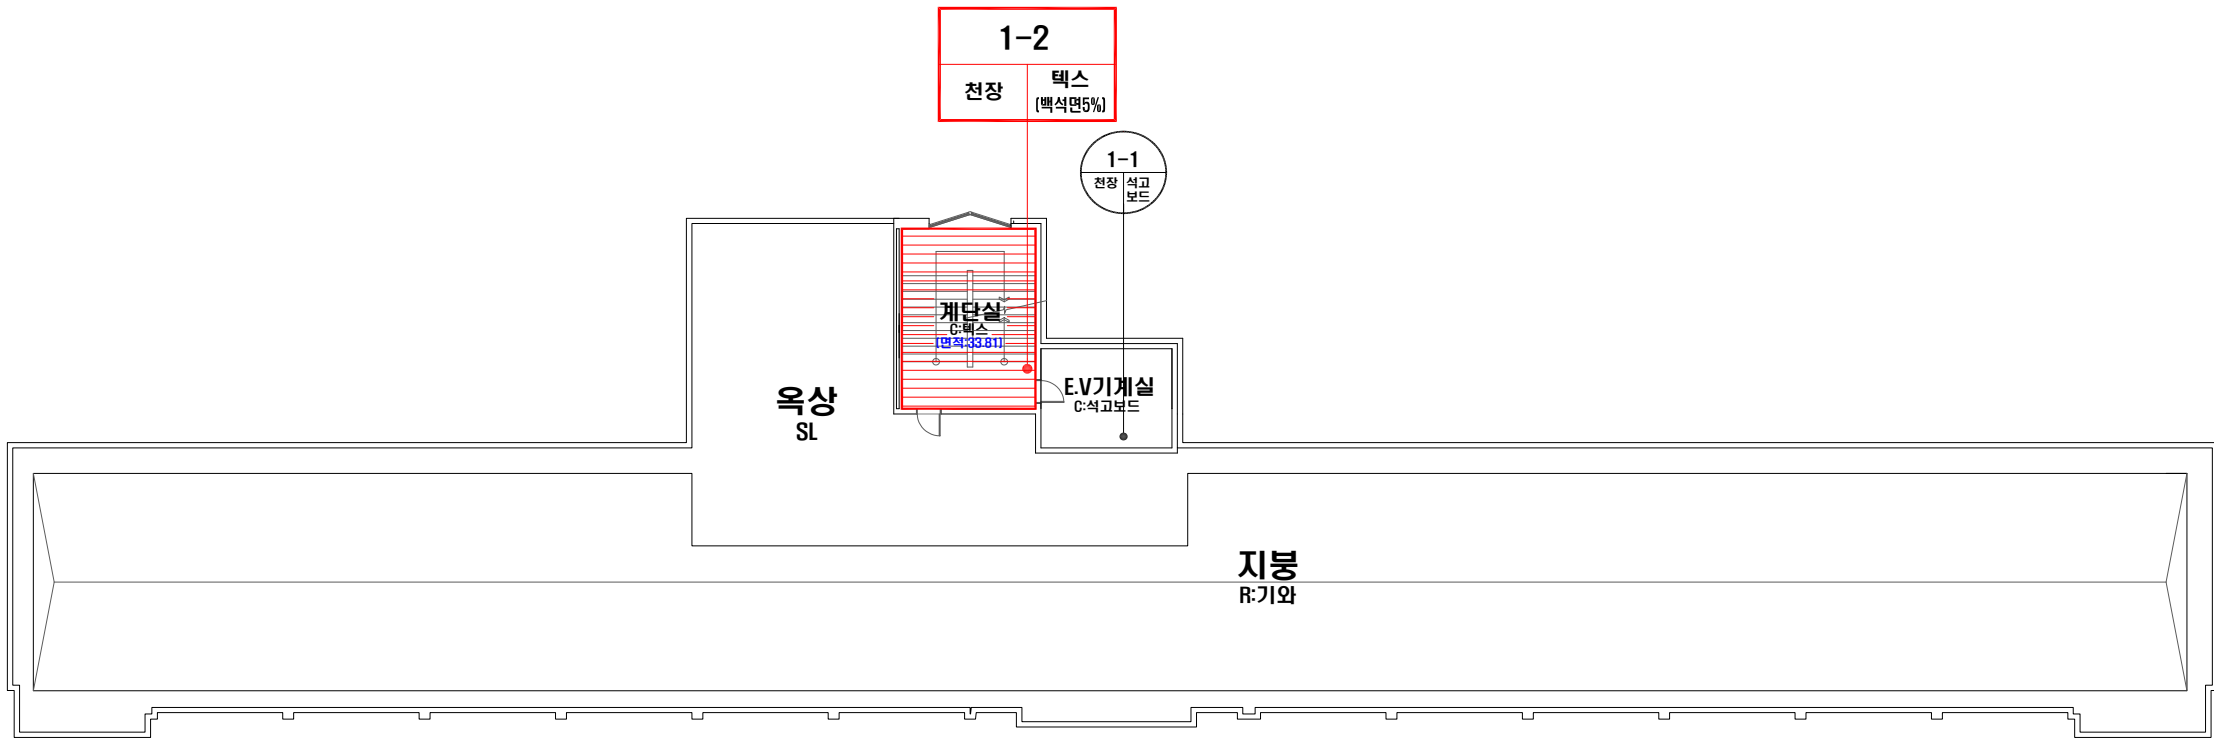 1-2
천장
텍스
(백석면5%)
1-1
천장
석고
보드
계단실
C:텍스
(면적:33.81)
E.V기계실
C:석고보드
옥상
SL
지붕
R:기와